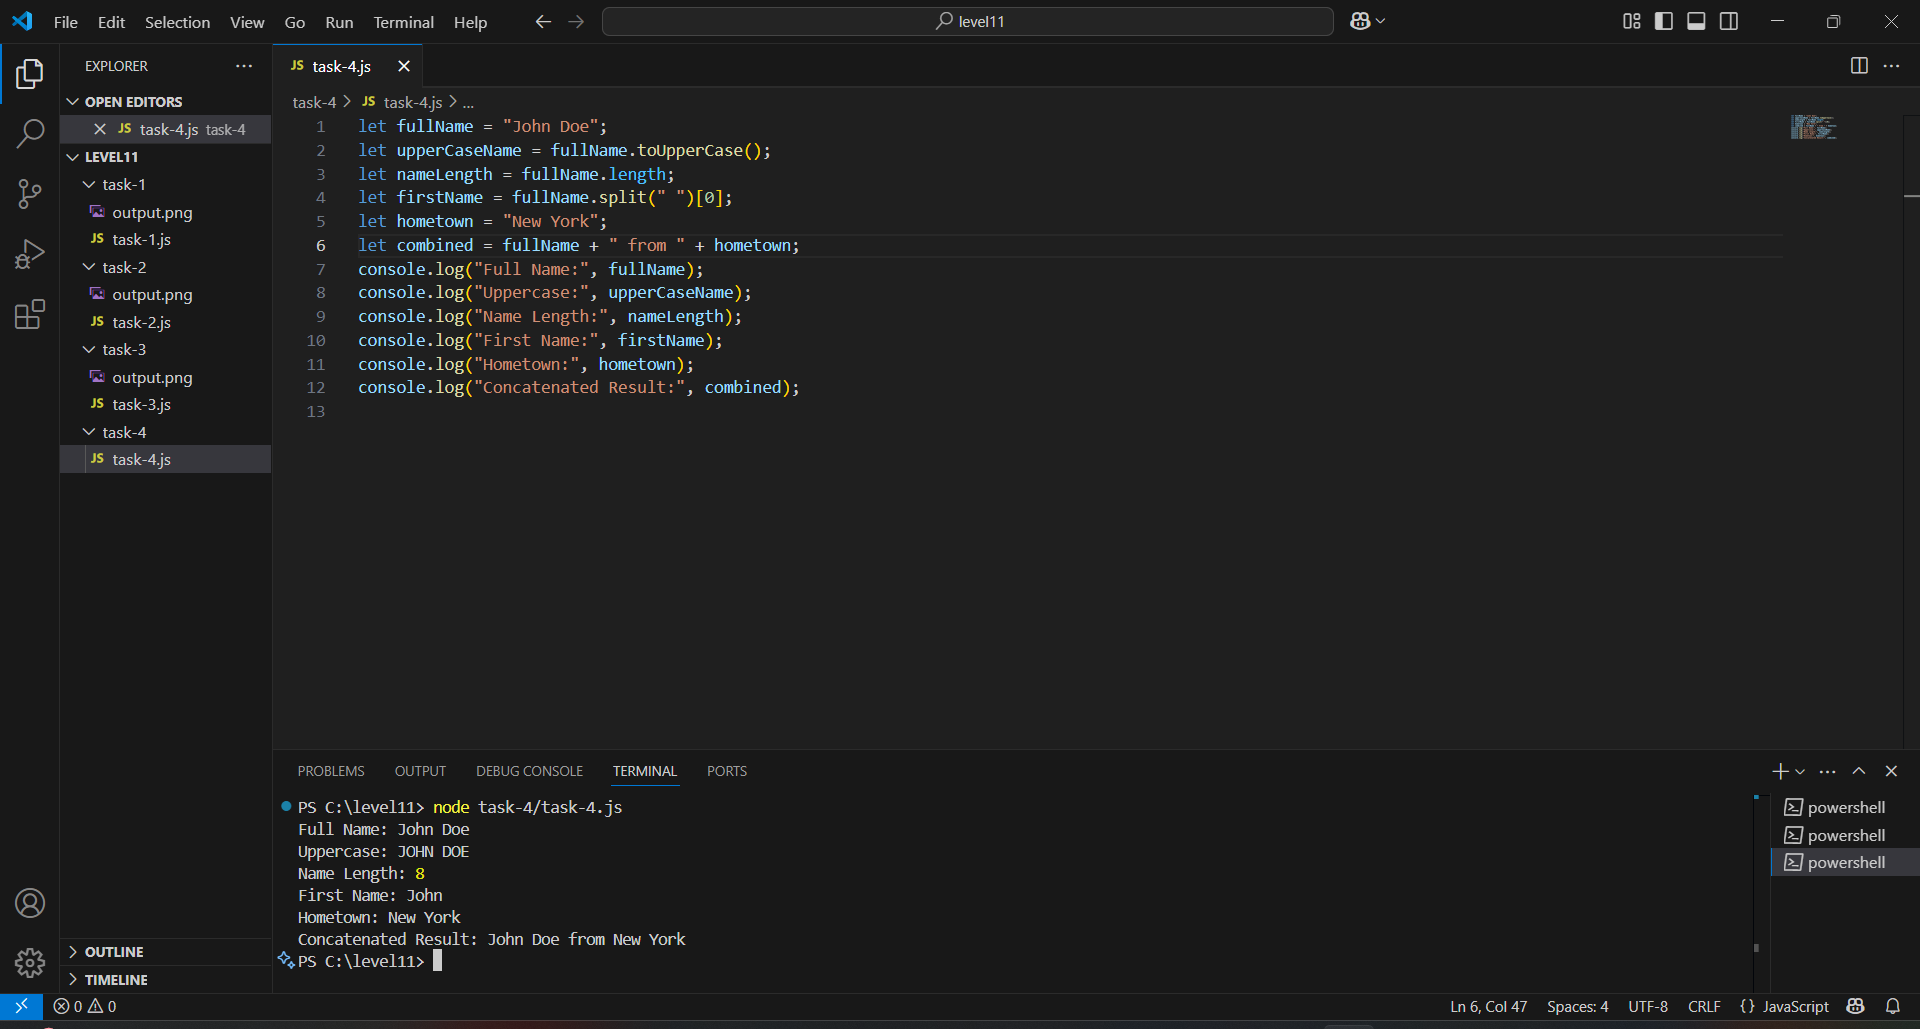 File Edit Selection View Go Run Terminal Help
level11
EXPLORER
OPEN EDITORS
JS task-4.js task-4
LEVEL11
task-1
output.png
JS task-1.js
task-2
output.png
JS task-2.js
task-3
output.png
JS task-3.js
task-4
JS task-4.js
OUTLINE
TIMELINE
JS task-4.js
task-4 > JS task-4.js > ...
1 let fullName = "John Doe";
2 let upperCaseName = fullName.toUpperCase();
3 let nameLength = fullName.length;
4 let firstName = fullName.split(" ")[0];
5 let hometown = "New York";
6 let combined = fullName + " from " + hometown;
7 console.log("Full Name:", fullName);
8 console.log("Uppercase:", upperCaseName);
9 console.log("Name Length:", nameLength);
10 console.log("First Name:", firstName);
11 console.log("Hometown:", hometown);
12 console.log("Concatenated Result:", combined);
13
PROBLEMS OUTPUT DEBUG CONSOLE TERMINAL PORTS
PS C:\level11> node task-4/task-4.js
Full Name: John Doe
Uppercase: JOHN DOE
Name Length: 8
First Name: John
Hometown: New York
Concatenated Result: John Doe from New York
PS C:\level11>
powershell
powershell
powershell
0 0
Ln 6, Col 47 Spaces: 4 UTF-8 CRLF {} JavaScript